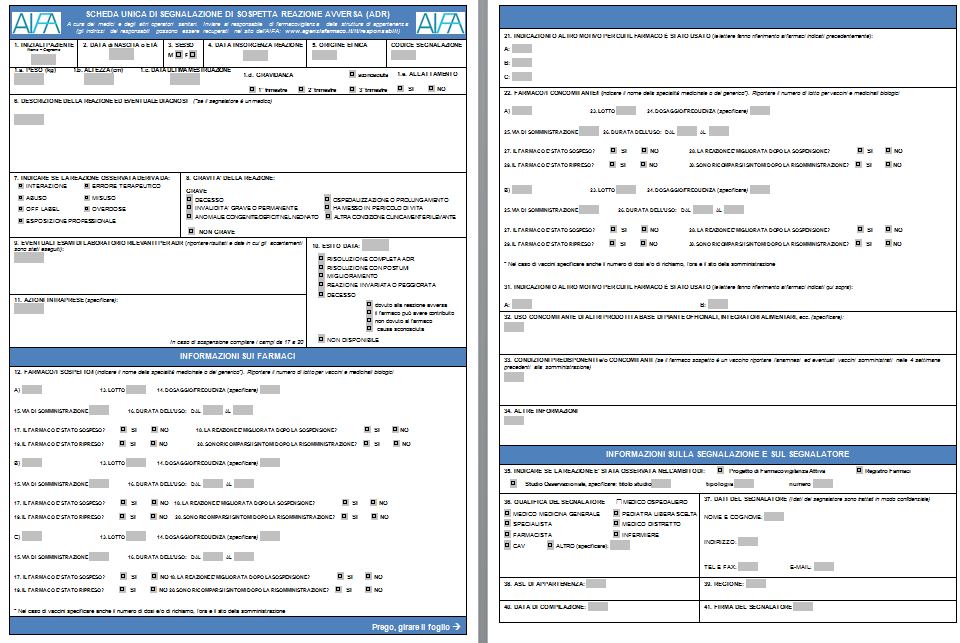 AIFA
SCHEDA UNICA DI SEGNALAZIONE DI SOSPETTA REAZIONE AVVERSA (ADR)
A cura dei medici e degli altri operatori sanitari. Inviare al responsabile di farmacovigilanza della struttura di appartenenza
(gli indirizzi dei responsabili possono essere recuperati nel sito dell'AIFA: www.agenziafarmaco.gov.it/it/responsabili)
AIFA
1. INIZIALI PAZIENTE
Nome - Cognome
2. DATA di NASCITA o ETÀ
3. SESSO
M F
4. DATA INSORGENZA REAZIONE
5. ORIGINE ETNICA
CODICE SEGNALAZIONE
1.a. PESO (kg)
1.b. ALTEZZA (cm)
1.c. DATA ULTIMA MESTRUAZIONE
1.d. GRAVIDANZA
sconosciuta
1° trimestre 2° trimestre 3° trimestre
1.e. ALLATTAMENTO
SI NO
6. DESCRIZIONE DELLA REAZIONE ED EVENTUALE DIAGNOSI (*se il segnalatore è un medico)
7. INDICARE SE LA REAZIONE OSSERVATA DERIVA DA:
INTERAZIONE ERRORE TERAPEUTICO
ABUSO MISUSO
OFF LABEL OVERDOSE
ESPOSIZIONE PROFESSIONALE
8. GRAVITA' DELLA REAZIONE:
GRAVE
DECESSO OSPEDALIZZAZIONE O PROLUNGAMENTO
INVALIDITA' GRAVE O PERMANENTE HA MESSO IN PERICOLO DI VITA
ANOMALIE CONGENITE/DEFICIT NEL NEONATO ALTRA CONDIZIONE CLINICAMENTE RILEVANTE
NON GRAVE
9. EVENTUALI ESAMI DI LABORATORIO RILEVANTI PER ADR (riportare risultati e date in cui gli accertamenti
sono stati eseguiti):
10. ESITO DATA:
RISOLUZIONE COMPLETA ADR
RISOLUZIONE CON POSTUMI
MIGLIORAMENTO
REAZIONE INVARIATA O PEGGIORATA
DECESSO
dovuto alla reazione avversa
il farmaco può avere contribuito
non dovuto al farmaco
causa sconosciuta
NON DISPONIBILE
11. AZIONI INTRAPRESE (specificare):
In caso di sospensione compilare i campi da 17 a 20
INFORMAZIONI SUI FARMACI
12. FARMACO/I SOSPETTO/I (indicare il nome della specialità medicinale o del generico*). Riportare il numero di lotto per vaccini e medicinali biologici
A) 13. LOTTO 14. DOSAGGIO/FREQUENZA (specificare)
15. VIA DI SOMMINISTRAZIONE 16. DURATA DELL'USO: DAL AL
17. IL FARMACO E' STATO SOSPESO? SI NO 18. LA REAZIONE E' MIGLIORATA DOPO LA SOSPENSIONE? SI NO
19. IL FARMACO E' STATO RIPRESO? SI NO 20. SONO RICOMPARSI I SINTOMI DOPO LA RISOMMINISTRAZIONE? SI NO
B) 13. LOTTO 14. DOSAGGIO/FREQUENZA (specificare)
15. VIA DI SOMMINISTRAZIONE 16. DURATA DELL'USO: DAL AL
17. IL FARMACO E' STATO SOSPESO? SI NO 18. LA REAZIONE E' MIGLIORATA DOPO LA SOSPENSIONE? SI NO
19. IL FARMACO E' STATO RIPRESO? SI NO 20. SONO RICOMPARSI I SINTOMI DOPO LA RISOMMINISTRAZIONE? SI NO
C) 13. LOTTO 14. DOSAGGIO/FREQUENZA (specificare)
15. VIA DI SOMMINISTRAZIONE 16. DURATA DELL'USO: DAL AL
17. IL FARMACO E' STATO SOSPESO? SI NO 18. LA REAZIONE E' MIGLIORATA DOPO LA SOSPENSIONE? SI NO
19. IL FARMACO E' STATO RIPRESO? SI NO 20. SONO RICOMPARSI I SINTOMI DOPO LA RISOMMINISTRAZIONE? SI NO
* Nel caso di vaccini specificare anche il numero di dosi e/o di richiamo, l'ora e il sito della somministrazione
Prego, girare il foglio →
21. INDICAZIONI O ALTRO MOTIVO PER CUI IL FARMACO È STATO USATO (le lettere fanno riferimento ai farmaci indicati precedentemente):
A:
B:
C:
22. FARMACO/I CONCOMITANTE/I (indicare il nome della specialità medicinale o del generico*). Riportare il numero di lotto per vaccini e medicinali biologici
A) 23. LOTTO 24. DOSAGGIO/FREQUENZA (specificare)
25. VIA DI SOMMINISTRAZIONE 26. DURATA DELL'USO: DAL AL
27. IL FARMACO E' STATO SOSPESO? SI NO 28. LA REAZIONE E' MIGLIORATA DOPO LA SOSPENSIONE? SI NO
29. IL FARMACO E' STATO RIPRESO? SI NO 30. SONO RICOMPARSI I SINTOMI DOPO LA RISOMMINISTRAZIONE? SI NO
B) 23. LOTTO 24. DOSAGGIO/FREQUENZA (specificare)
25. VIA DI SOMMINISTRAZIONE 26. DURATA DELL'USO: DAL AL
27. IL FARMACO E' STATO SOSPESO? SI NO 28. LA REAZIONE E' MIGLIORATA DOPO LA SOSPENSIONE? SI NO
29. IL FARMACO E' STATO RIPRESO? SI NO 30. SONO RICOMPARSI I SINTOMI DOPO LA RISOMMINISTRAZIONE? SI NO
* Nel caso di vaccini specificare anche il numero di dosi e/o di richiamo, l'ora e il sito della somministrazione
31. INDICAZIONI O ALTRO MOTIVO PER CUI IL FARMACO È STATO USATO (le lettere fanno riferimento ai farmaci indicati qui sopra):
A: B:
32. USO CONCOMITANTE DI ALTRI PRODOTTI A BASE DI PIANTE OFFICINALI, INTEGRATORI ALIMENTARI, ecc. (specificare):
33. CONDIZIONI PREDISPONENTI e/o CONCOMITANTI (se il farmaco sospetto è un vaccino riportare l'anamnesi ed eventuali vaccini somministrati nelle 4 settimane
precedenti alla somministrazione)
34. ALTRE INFORMAZIONI
INFORMAZIONI SULLA SEGNALAZIONE E SUL SEGNALATORE
35. INDICARE SE LA REAZIONE E' STATA OSSERVATA NELL'AMBITO DI: Progetto di Farmacovigilanza Attiva Registro Farmaci
Studio Osservazionale, specificare: titolo studio tipologia numero
36. QUALIFICA DEL SEGNALATORE MEDICO OSPEDALIERO
MEDICO MEDICINA GENERALE PEDIATRA LIBERA SCELTA
SPECIALISTA MEDICO DISTRETTO
FARMACISTA INFERMIERE
CAV ALTRO (specificare):
37. DATI DEL SEGNALATORE (i dati del segnalatore sono trattati in modo confidenziale)
NOME E COGNOME:
INDIRIZZO:
TEL E FAX: E-MAIL:
38. ASL DI APPARTENENZA: 39. REGIONE:
40. DATA DI COMPILAZIONE: 41. FIRMA DEL SEGNALATORE